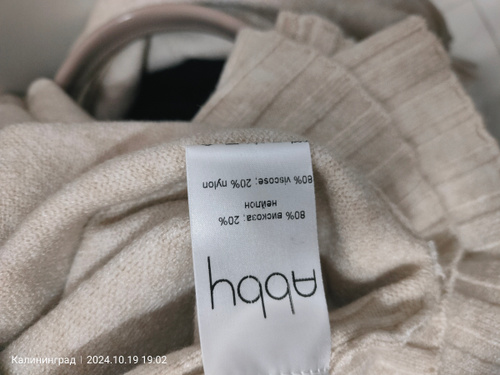 Abby
80% вискоза; 20%
нейлон
80% viscose; 20% nylon
Калининград | 2024.10.19 19:02